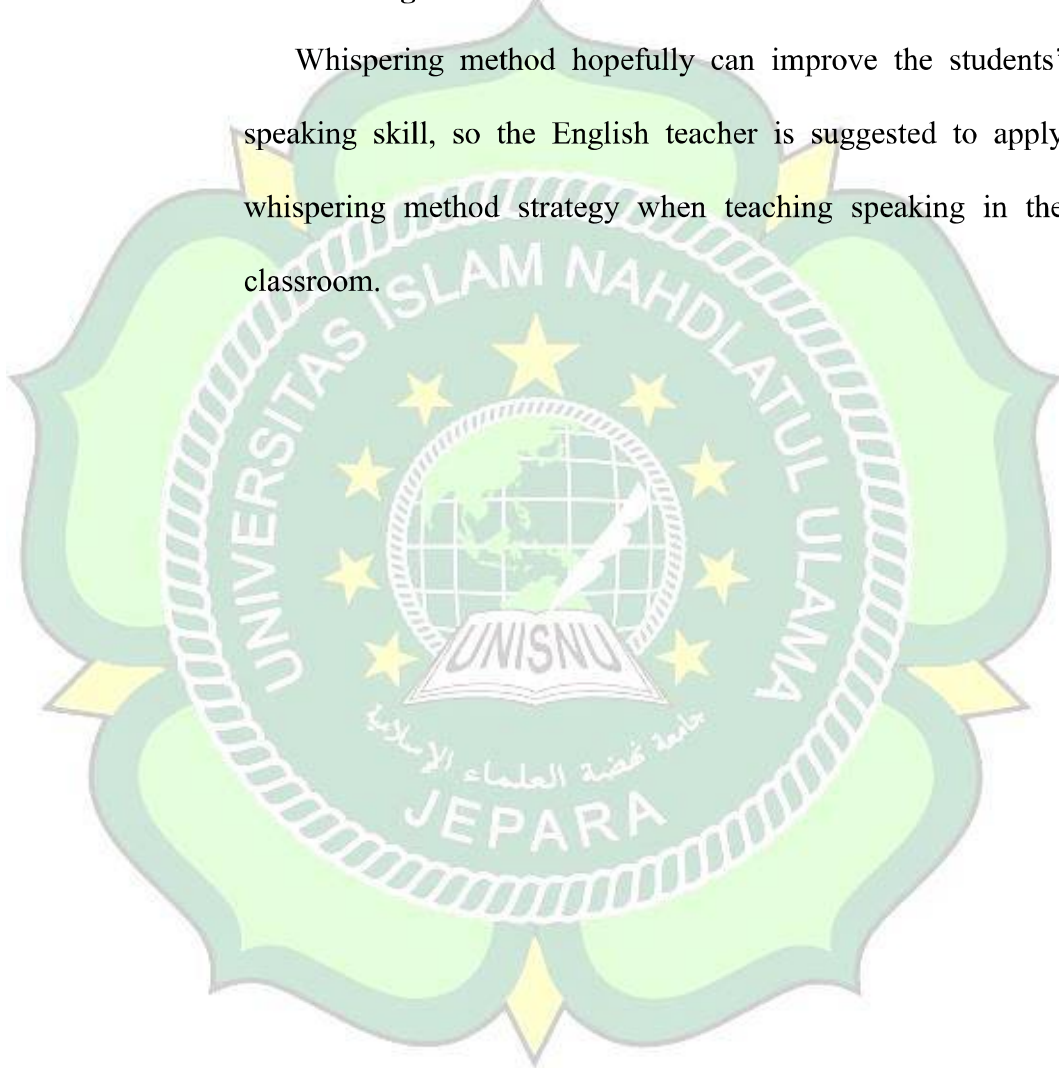 Whispering method hopefully can improve the students'
speaking skill, so the English teacher is suggested to apply
whispering method strategy when teaching speaking in the
classroom.
UNIVERSITAS ISLAM NAHDLATUL ULAMA
UNISNU
جامعة نهضة العلماء الإسلامية
JEPARA